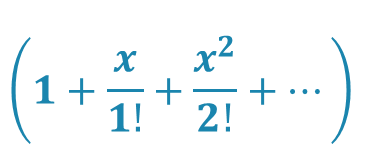 (1 + x/1! + x²/2! + ⋯)